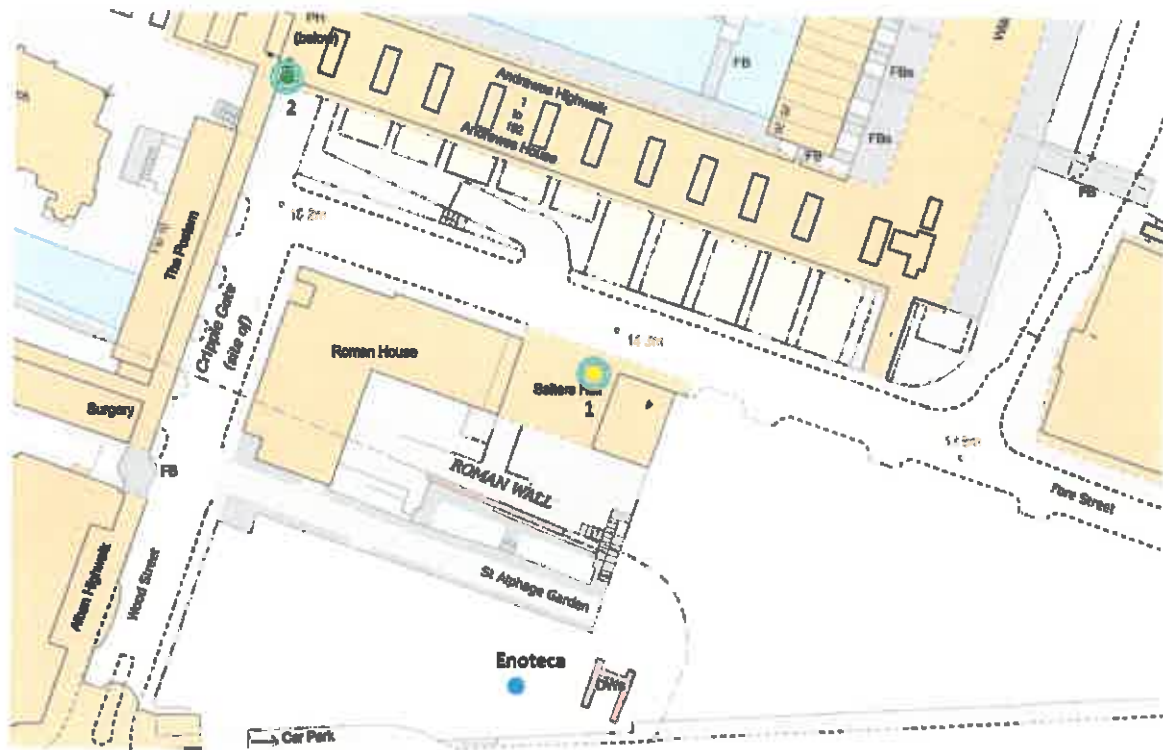 PH
(below)
2
Andrewes Highwalk
1
to
192
Andrewes House
FB
FBs
FBs
FB
FB
The Postern
Cripple Gate
(site of)
Roman House
Salters Hall
1
Surgery
FB
ROMAN WALL
Fore Street
St Alphage Garden
Alban Highwalk
Wood Street
Enoteca
Car Park